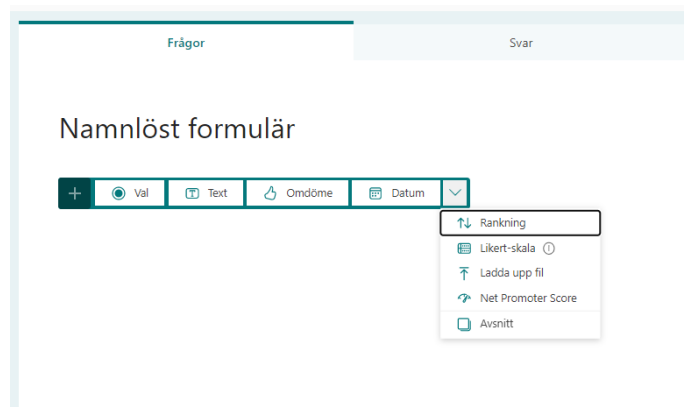 Frågor
Svar
Namnlöst formulär
Val
Text
Omdöme
Datum
Rankning
Likert-skala
Ladda upp fil
Net Promoter Score
Avsnitt